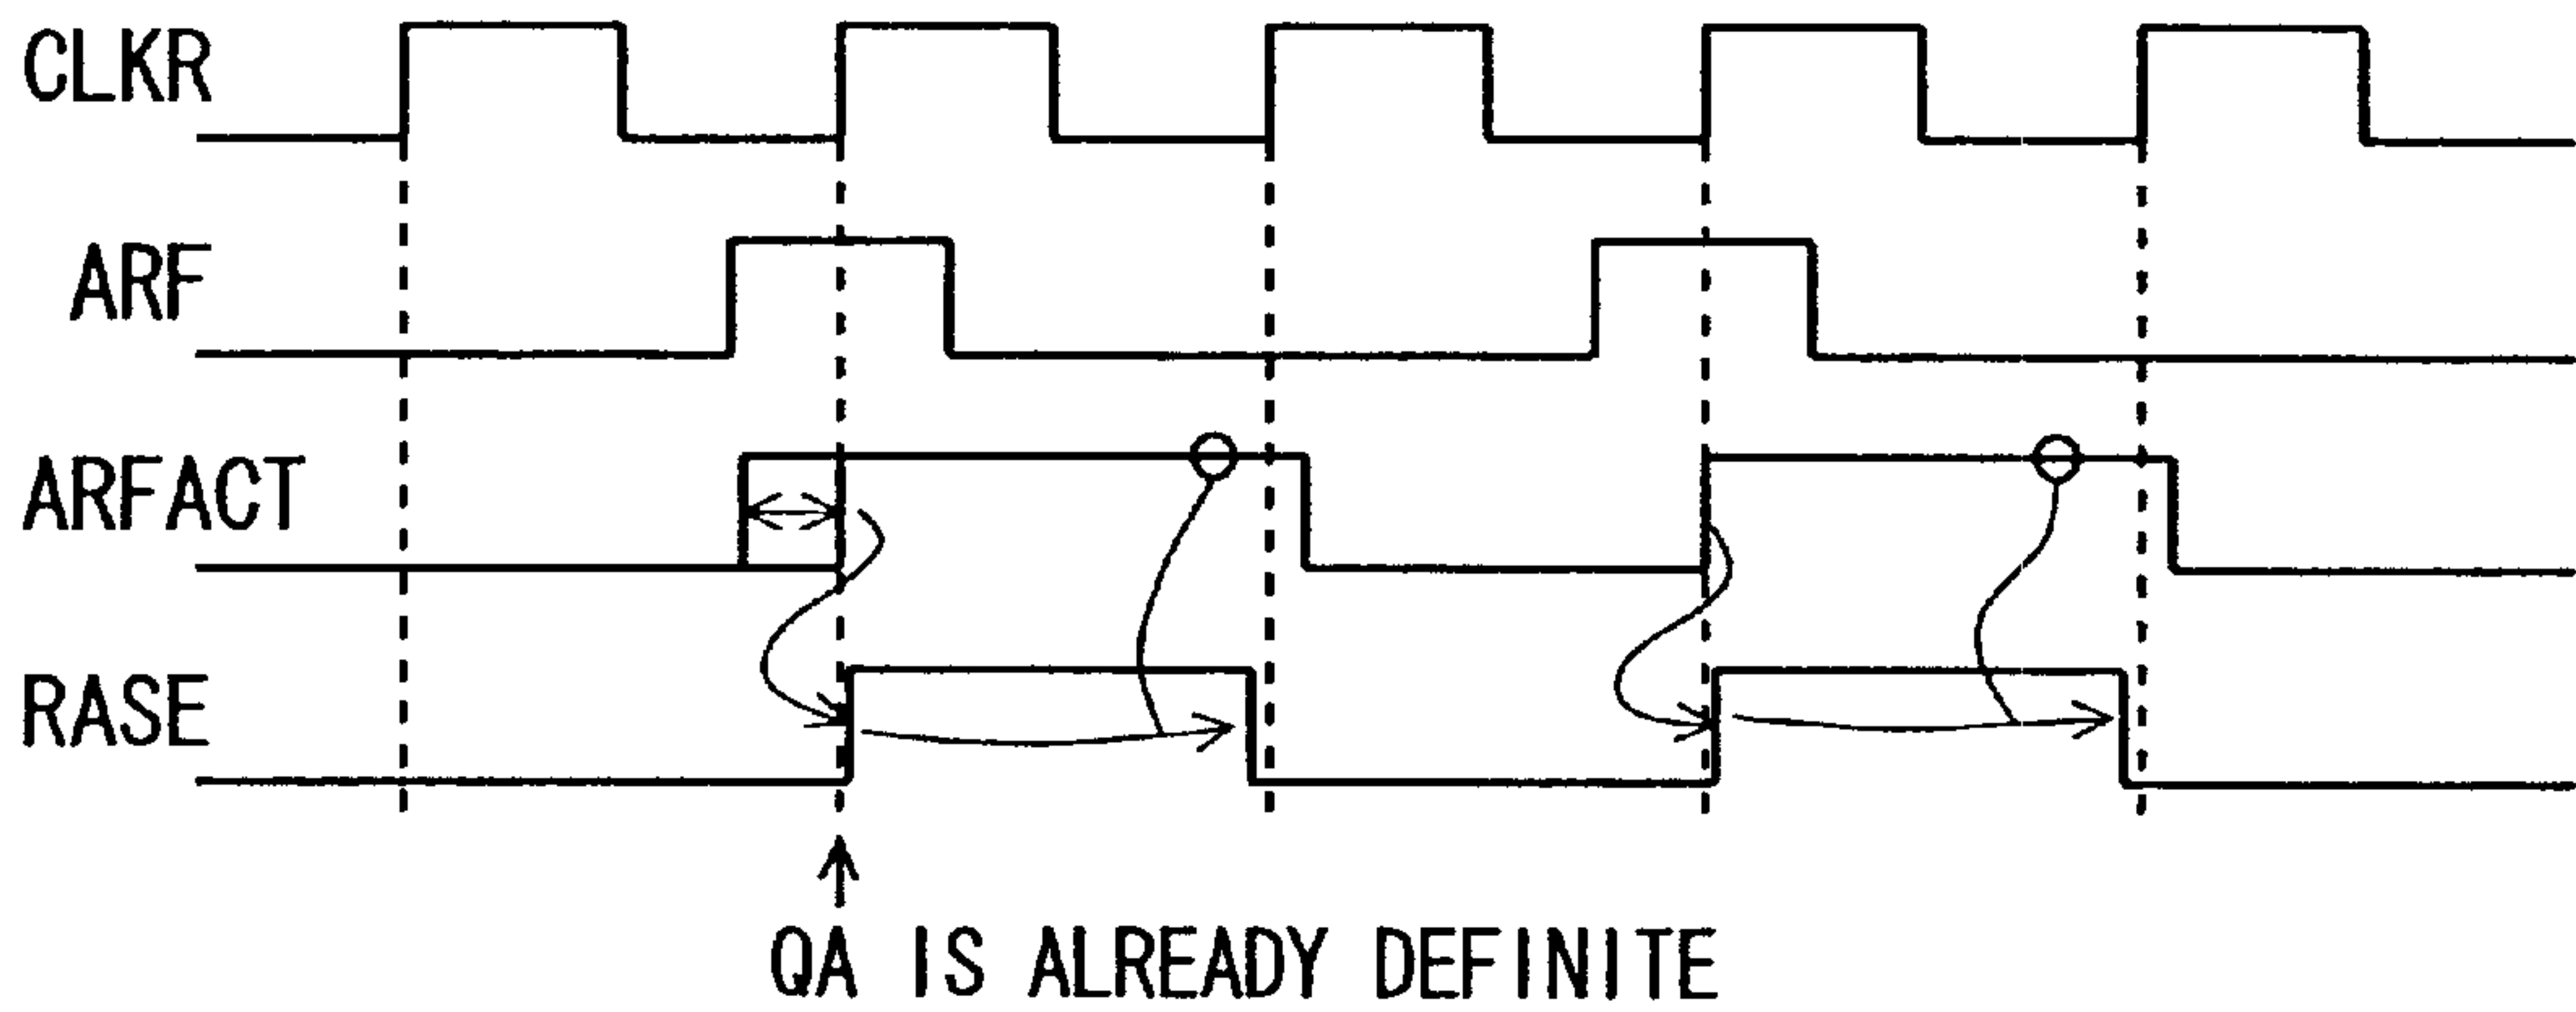 CLKR
ARF
ARFACT
RASE
QA IS ALREADY DEFINITE